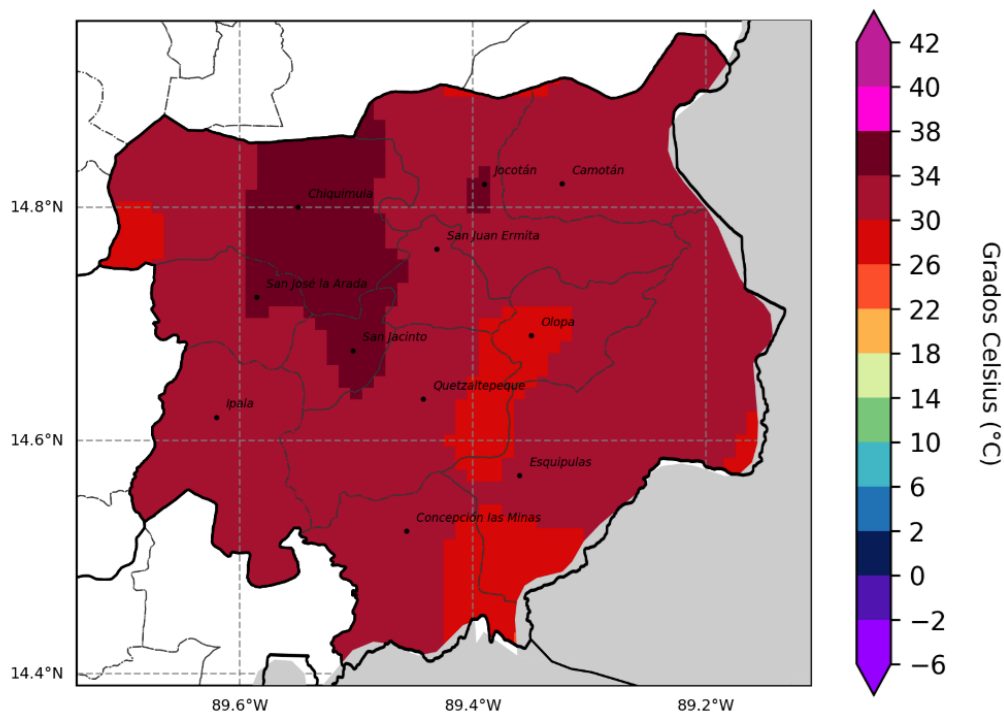 42
40
38
34
30
26
22
18
14
10
6
2
0
−2
−6
Grados Celsius (°C)
14.8°N
14.6°N
14.4°N
89.6°W
89.4°W
89.2°W
Jocotán
Camotán
Chiquimula
San Juan Ermita
San José la Arada
Olopa
San Jacinto
Quetzaltepeque
Ipala
Esquipulas
Concepción las Minas